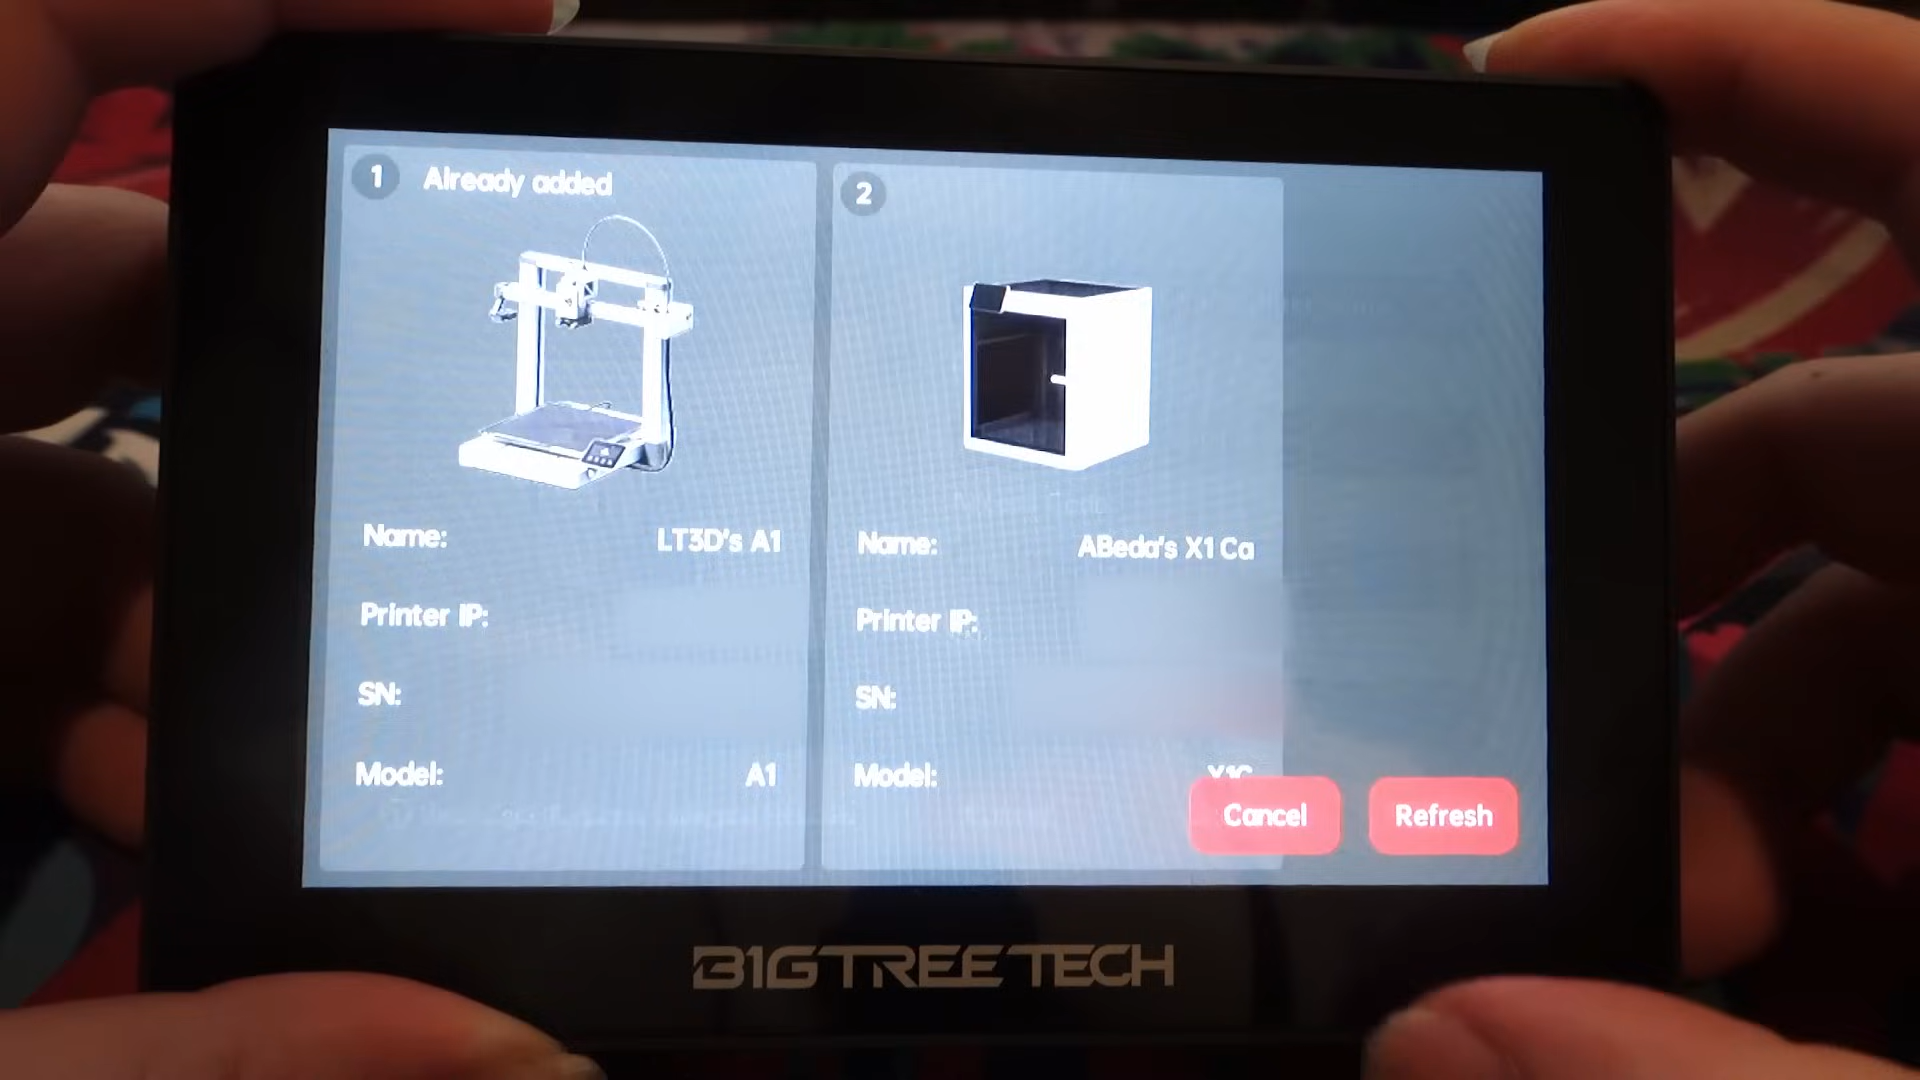 1 Already added
Name: LT3D's A1
Printer IP:
SN:
Model: A1
2
Name: ABeda's X1 Ca
Printer IP:
SN:
Model: X1C
Cancel
Refresh
BIGTREETECH